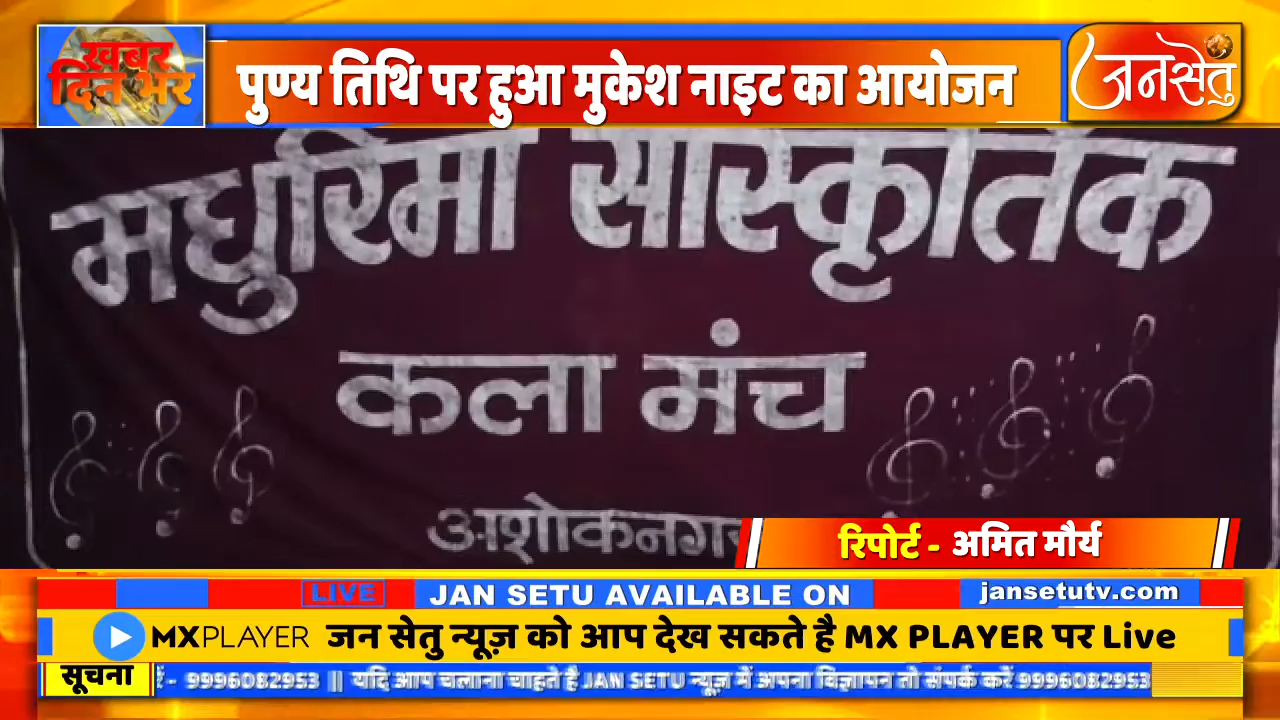 खबर
दिन भर
पुण्य तिथि पर हुआ मुकेश नाइट का आयोजन
जनसेतु
मधुरिमा सांस्कृतिक
कला मंच
अशोकनगर
रिपोर्ट - अमित मौर्य
LIVE
JAN SETU AVAILABLE ON
jansetutv.com
MXPLAYER जन सेतु न्यूज़ को आप देख सकते है MX PLAYER पर Live
सूचना
रें - 9996082953 || यदि आप चलाना चाहते है JAN SETU न्यूज़ में अपना विज्ञापन तो संपर्क करें 9996082953